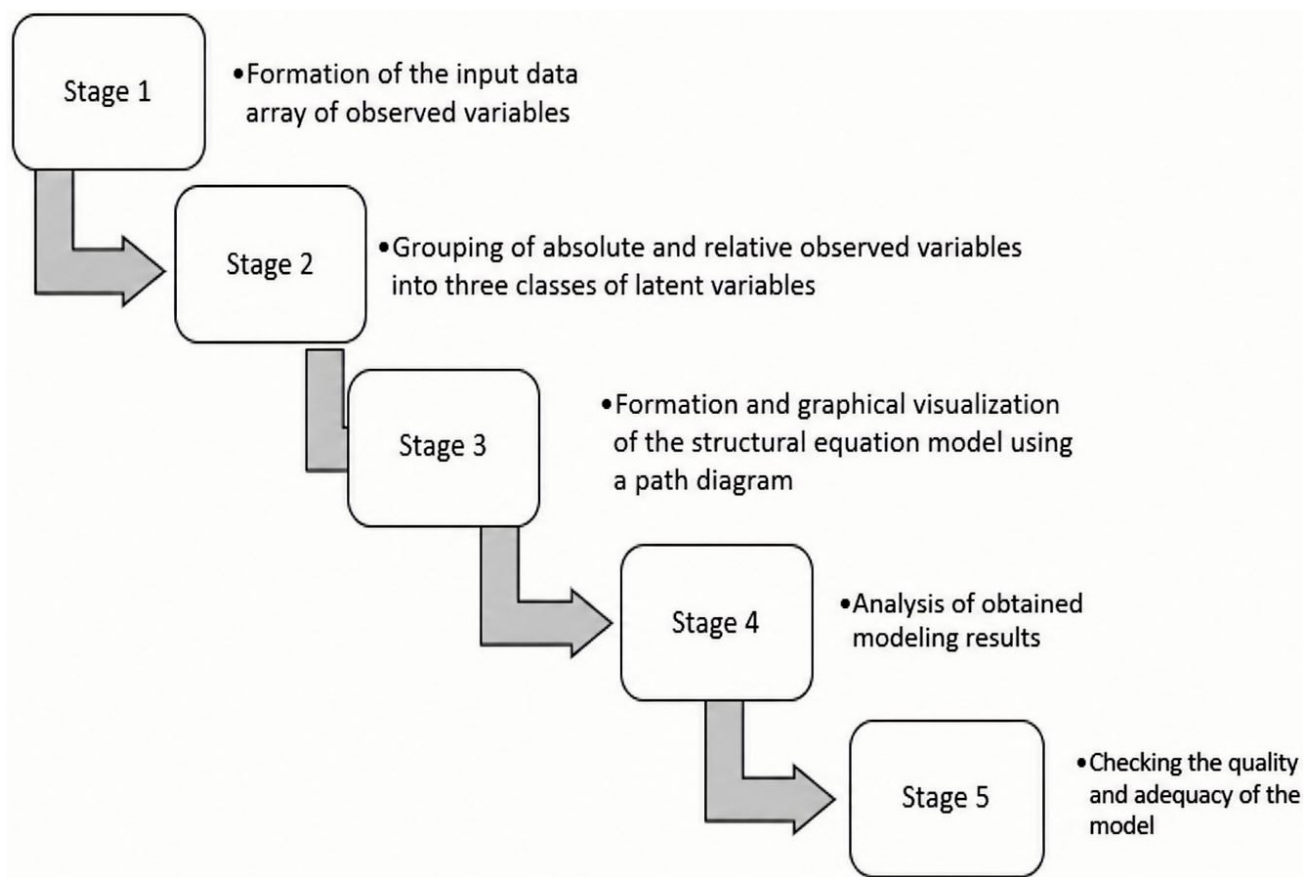 Stage 1
•Formation of the input data
array of observed variables
Stage 2
•Grouping of absolute and relative observed variables
into three classes of latent variables
Stage 3
•Formation and graphical visualization
of the structural equation model using
a path diagram
Stage 4
•Analysis of obtained
modeling results
Stage 5
•Checking the quality
and adequacy of the
model